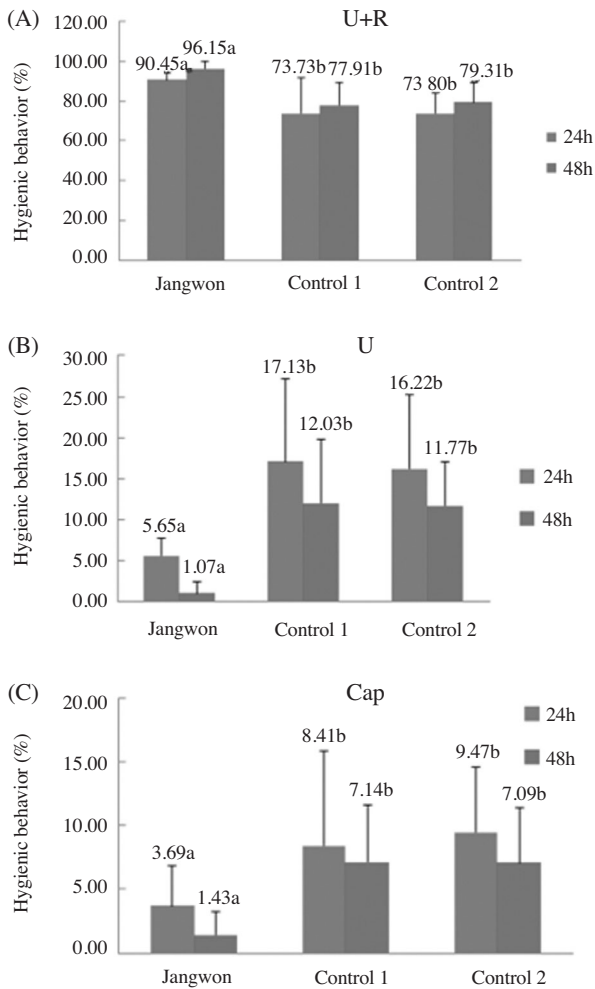 (A) U+R
Hygienic behavior (%)
120.00
100.00
80.00
60.00
40.00
20.00
0.00
90.45a 96.15a 73.73b 77.91b 73 80b 79.31b
24h
48h
Jangwon Control 1 Control 2
(B) U
Hygienic behavior (%)
30.00
25.00
20.00
15.00
10.00
5.00
0.00
5.65a 1.07a 17.13b 12.03b 16.22b 11.77b
24h
48h
Jangwon Control 1 Control 2
(C) Cap
Hygienic behavior (%)
20.00
15.00
10.00
5.00
0.00
3.69a 1.43a 8.41b 7.14b 9.47b 7.09b
24h
48h
Jangwon Control 1 Control 2